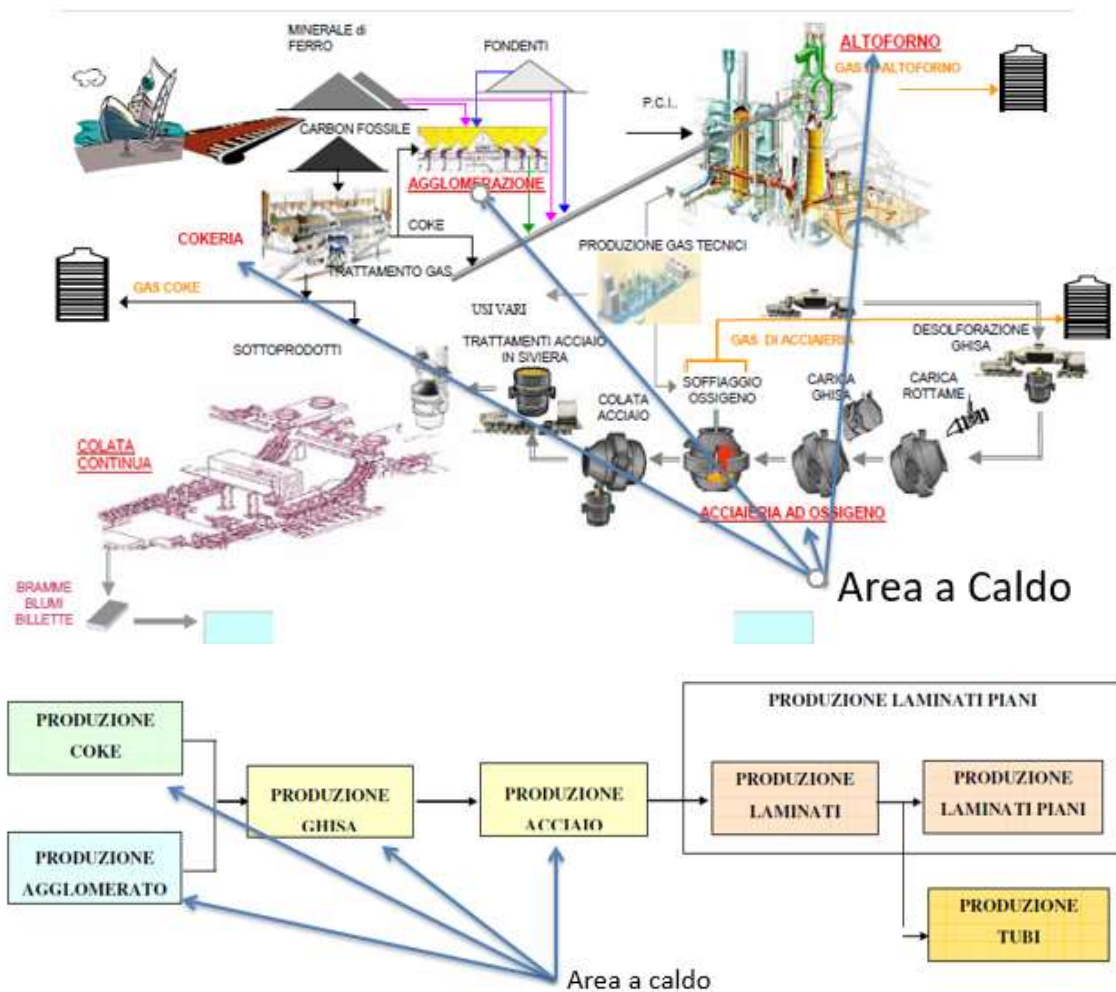 MINERALE di
FERRO
FONDENTI
ALTOFORNO
GAS DI ALTOFORNO
P.C.I..
CARBON FOSSILE
AGGLOMERAZIONE
COKERIA
COKE
TRATTAMENTO GAS
PRODUZIONE GAS TECNICI
GAS COKE
USI VARI
SOTTOPRODOTTI
TRATTAMENTI ACCIAIO
IN SIVIERA
GAS DI ACCIAIERIA
DESOLFORAZIONE
GHISA
COLATA
ACCIAIO
SOFFIAGGIO
OSSIGENO
CARICA
GHISA
CARICA
ROTTAME
COLATA
CONTINUA
ACCIAIERIA AD OSSIGENO
Area a Caldo
BRAMME
BLUMI
BILLETTE
PRODUZIONE LAMINATI PIANI
PRODUZIONE
COKE
PRODUZIONE
GHISA
PRODUZIONE
ACCIAIO
PRODUZIONE
LAMINATI
PRODUZIONE
LAMINATI PIANI
PRODUZIONE
AGGLOMERATO
PRODUZIONE
TUBI
Area a caldo